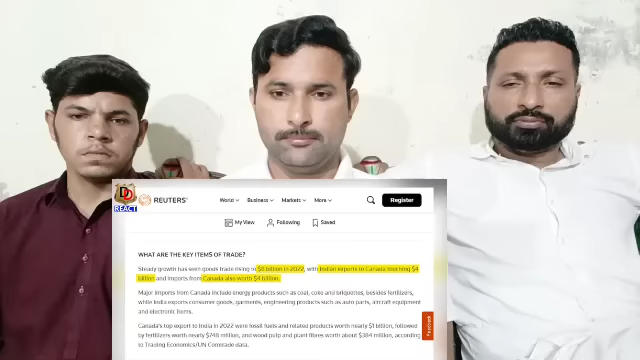 DD
REACT
REUTERS
World Business Markets More
Register
My View Following Saved
WHAT ARE THE KEY ITEMS OF TRADE?
Steady growth has seen goods trade rising to $8 billion in 2022, with Indian exports to Canada touching $4
billion and imports from Canada also worth $4 billion.
Major imports from Canada include energy products such as coal, coke and briquettes, besides fertilizers,
while India exports consumer goods, garments, engineering products such as auto parts, aircraft equipment
and electronic items.
Canada's top export to India in 2022 were fossil fuels and related products worth nearly $1 billion, followed
by fertilizers worth nearly $748 million, and wood pulp and plant fibres worth about $384 million, according
to Trading Economics/UN Comtrade data.
Feedback